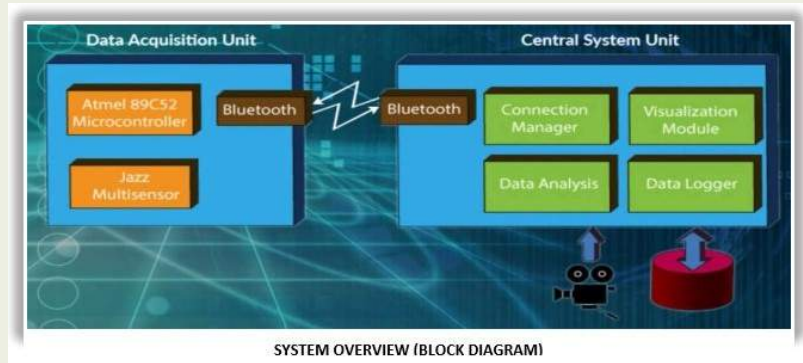 Data Acquisition Unit
Central System Unit
Atmel 89C52
Microcontroller
Bluetooth
Bluetooth
Connection
Manager
Visualization
Module
Jazz
Multisensor
Data Analysis
Data Logger
SYSTEM OVERVIEW (BLOCK DIAGRAM)